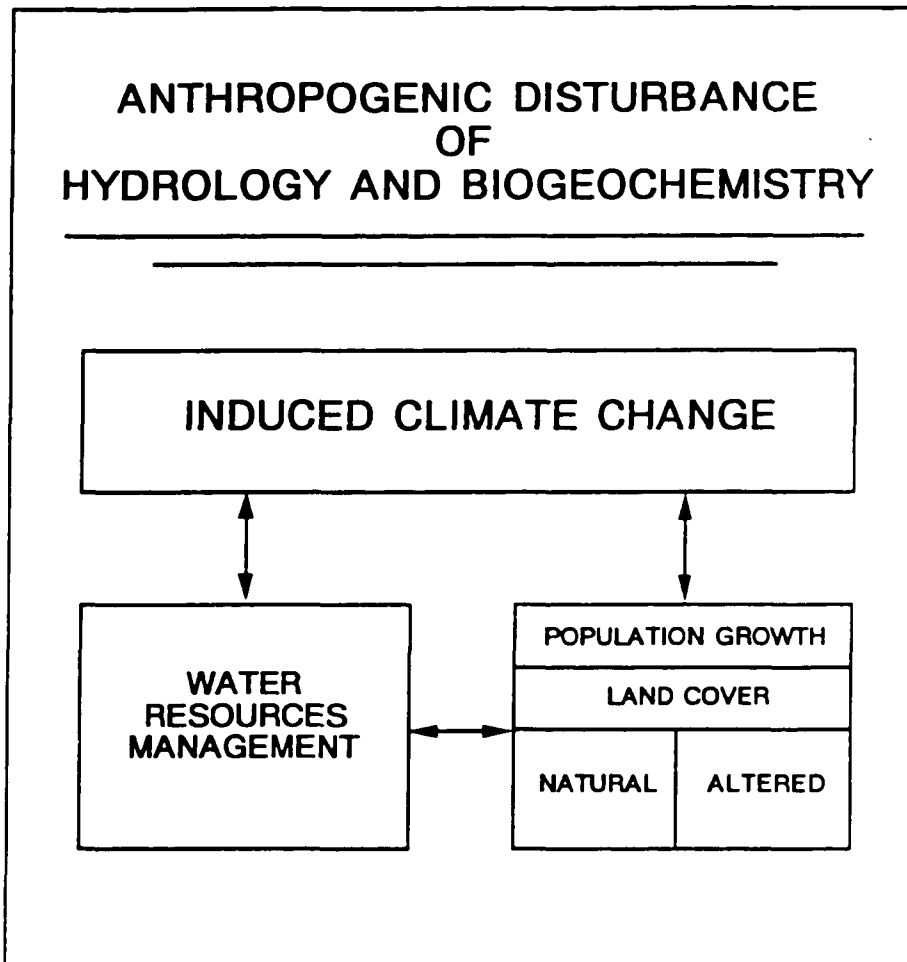 ANTHROPOGENIC DISTURBANCE
OF
HYDROLOGY AND BIOGEOCHEMISTRY
INDUCED CLIMATE CHANGE
WATER
RESOURCES
MANAGEMENT
POPULATION GROWTH
LAND COVER
NATURAL
ALTERED